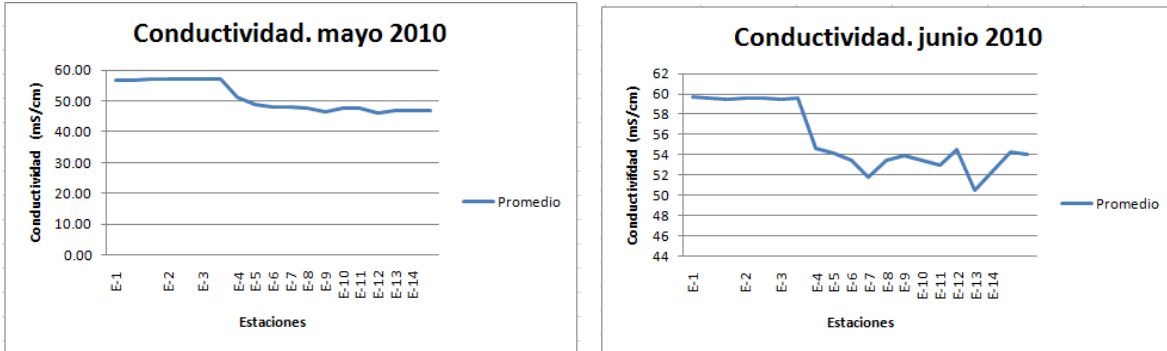 Conductividad. mayo 2010
Conductividad (mS/cm)
60.00
50.00
40.00
30.00
20.00
10.00
0.00
E-1
E-2
E-3
E-4
E-5
E-6
E-7
E-8
E-9
E-10
E-11
E-12
E-13
E-14
Estaciones
Promedio
Conductividad. junio 2010
Conductivifdad (mS/cm)
62
60
58
56
54
52
50
48
46
44
E-1
E-2
E-3
E-4
E-5
E-6
E-7
E-8
E-9
E-10
E-11
E-12
E-13
E-14
Estaciones
Promedio